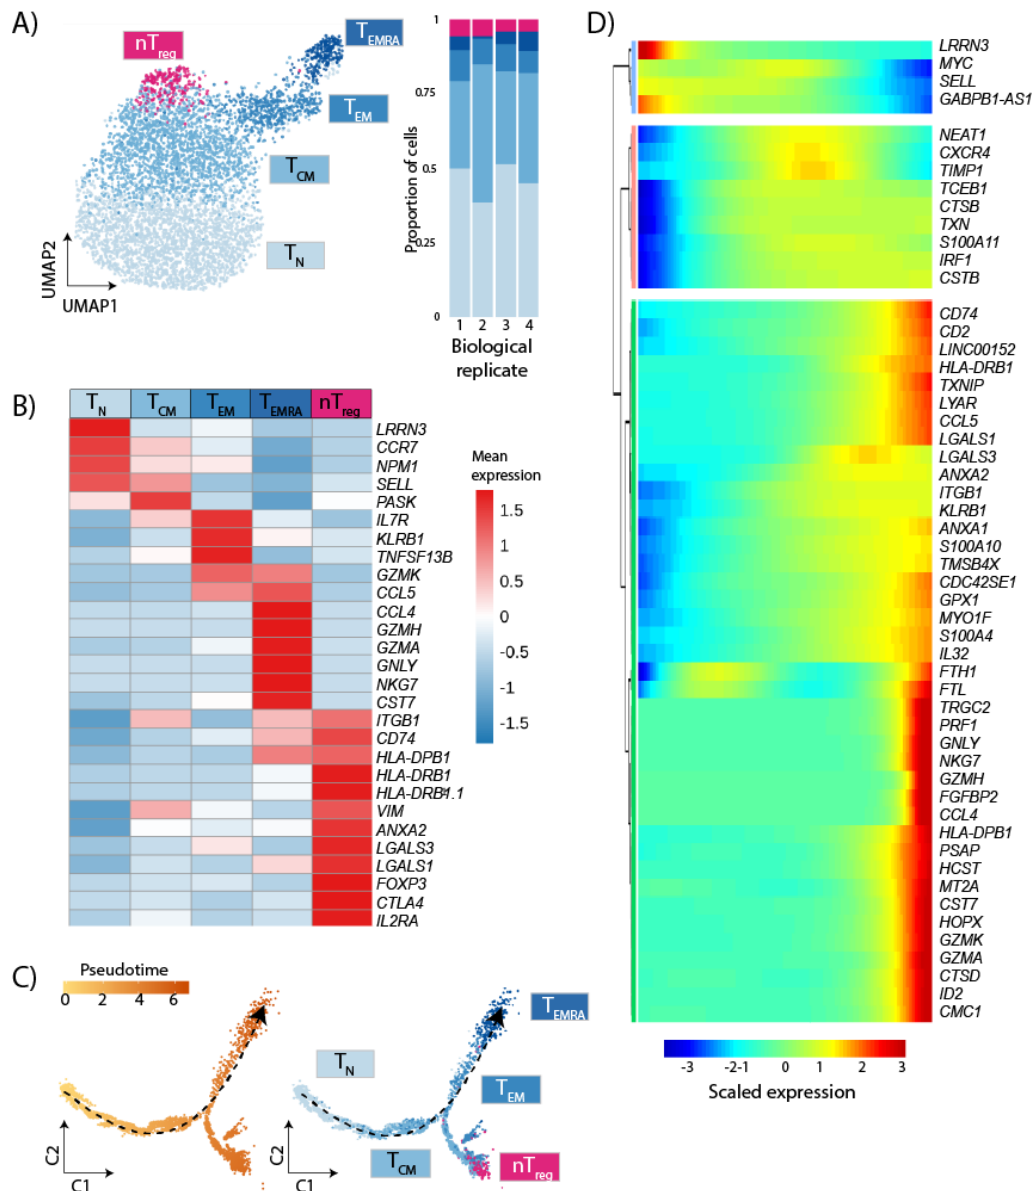 A)
nTreg
TEMRA
TEM
TCM
TN
UMAP2
UMAP1
Proportion of cells
1
0.75
0.5
0.25
0
1 2 3 4
Biological
replicate
B)
TN TCM TEM TEMRA nTreg
LRRN3
CCR7
NPM1
SELL
PASK
IL7R
KLRB1
TNFSF13B
GZMK
CCL5
CCL4
GZMH
GZMA
GNLY
NKG7
CST7
ITGB1
CD74
HLA-DPB1
HLA-DRB1
HLA-DRB4.1
VIM
ANXA2
LGALS3
LGALS1
FOXP3
CTLA4
IL2RA
Mean
expression
1.5
1
0.5
0
-0.5
-1
-1.5
C)
Pseudotime
0 2 4 6
C2
C1
TN
TCM
TEMRA
TEM
nTreg
C2
C1
D)
LRRN3
MYC
SELL
GABPB1-AS1
NEAT1
CXCR4
TIMP1
TCEB1
CTSB
TXN
S100A11
IRF1
CSTB
CD74
CD2
LINC00152
HLA-DRB1
TXNIP
LYAR
CCL5
LGALS1
LGALS3
ANXA2
ITGB1
KLRB1
ANXA1
S100A10
TMSB4X
CDC42SE1
GPX1
MYO1F
S100A4
IL32
FTH1
FTL
TRGC2
PRF1
GNLY
NKG7
GZMH
FGFBP2
CCL4
HLA-DPB1
PSAP
HCST
MT2A
CST7
HOPX
GZMK
GZMA
CTSD
ID2
CMC1
-3 -2 -1 0 1 2 3
Scaled expression